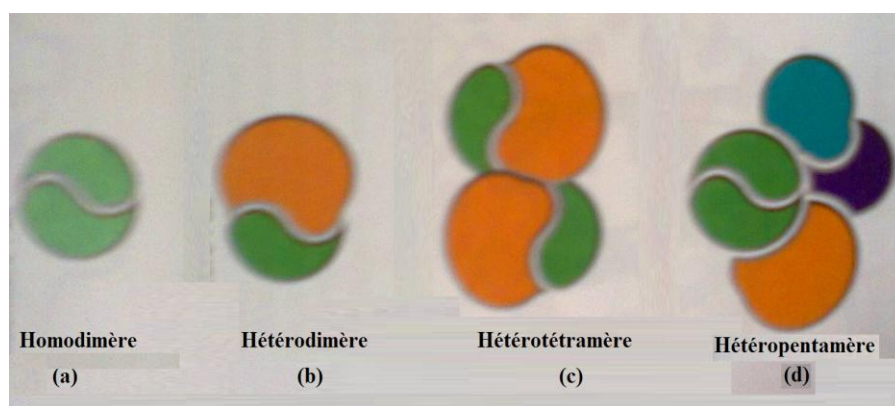 Homodimère
Hétérodimère
Hétérotétramère
Hétéropentamère
(a)
(b)
(c)
(d)